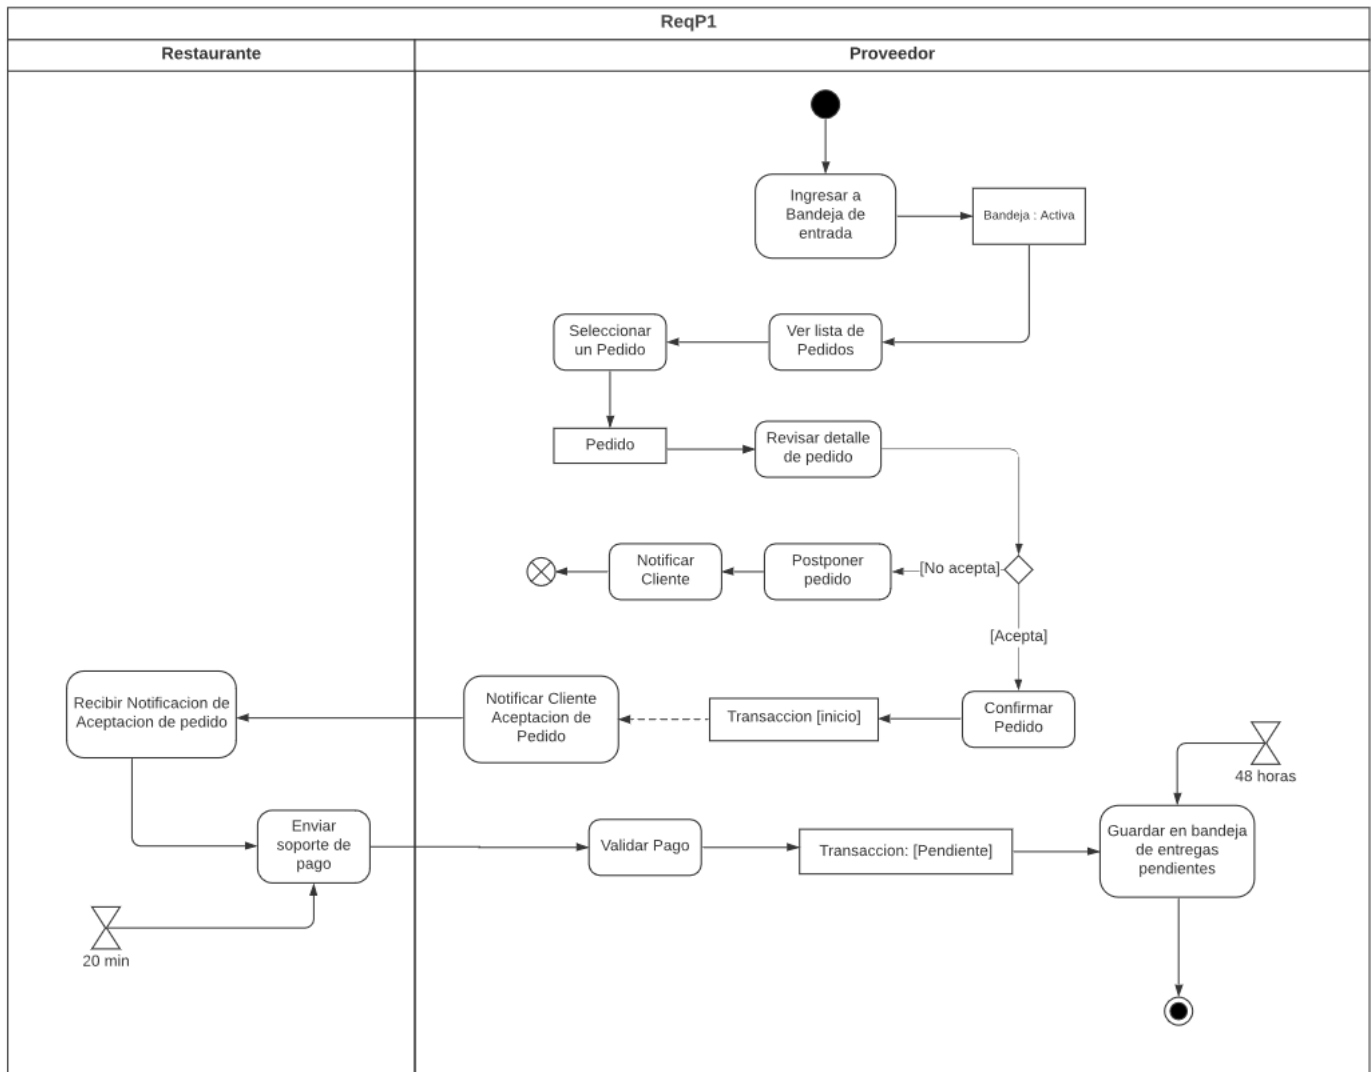 ReqP1
Restaurante
Proveedor
Ingresar a
Bandeja de
entrada
Bandeja : Activa
Seleccionar
un Pedido
Ver lista de
Pedidos
Pedido
Revisar detalle
de pedido
Notificar
Cliente
Postponer
pedido
[No acepta]
[Acepta]
Recibir Notificacion de
Aceptacion de pedido
Notificar Cliente
Aceptacion de
Pedido
Transaccion [inicio]
Confirmar
Pedido
48 horas
Enviar
soporte de
pago
Validar Pago
Transaccion: [Pendiente]
Guardar en bandeja
de entregas
pendientes
20 min